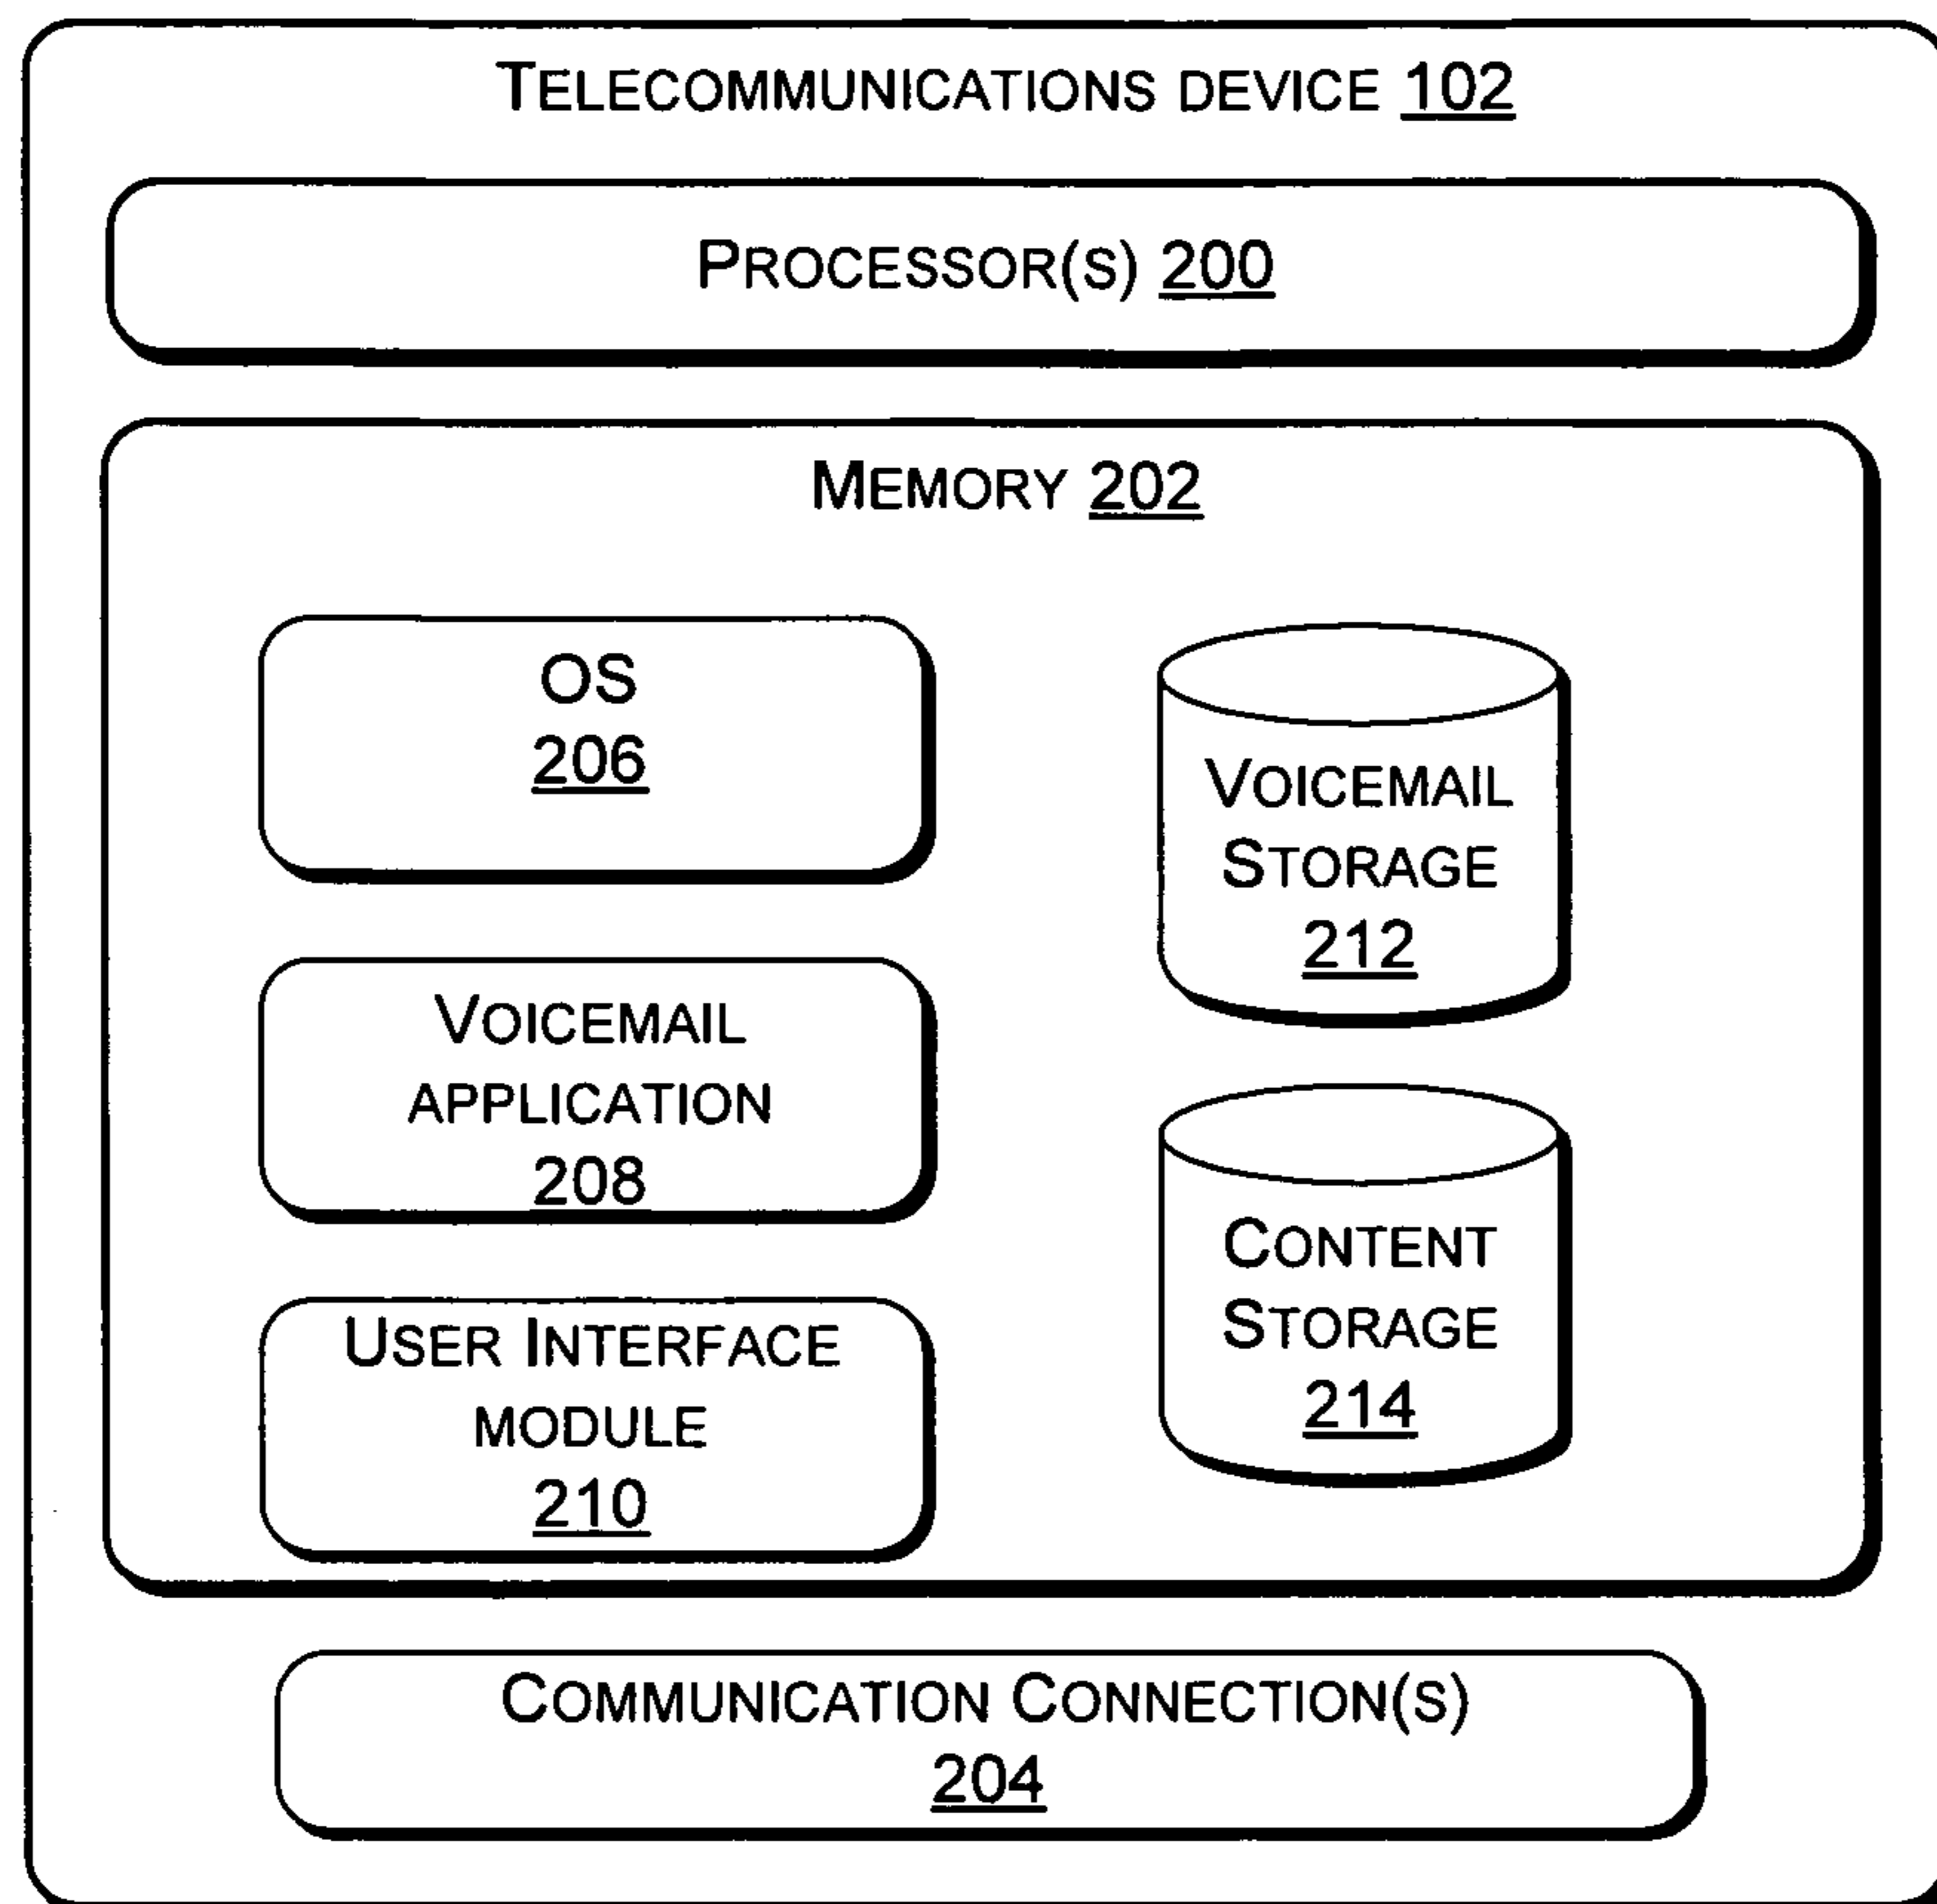 TELECOMMUNICATIONS DEVICE 102
PROCESSOR(S) 200
MEMORY 202
OS
206
VOICEMAIL
APPLICATION
208
USER INTERFACE
MODULE
210
VOICEMAIL
STORAGE
212
CONTENT
STORAGE
214
COMMUNICATION CONNECTION(S)
204